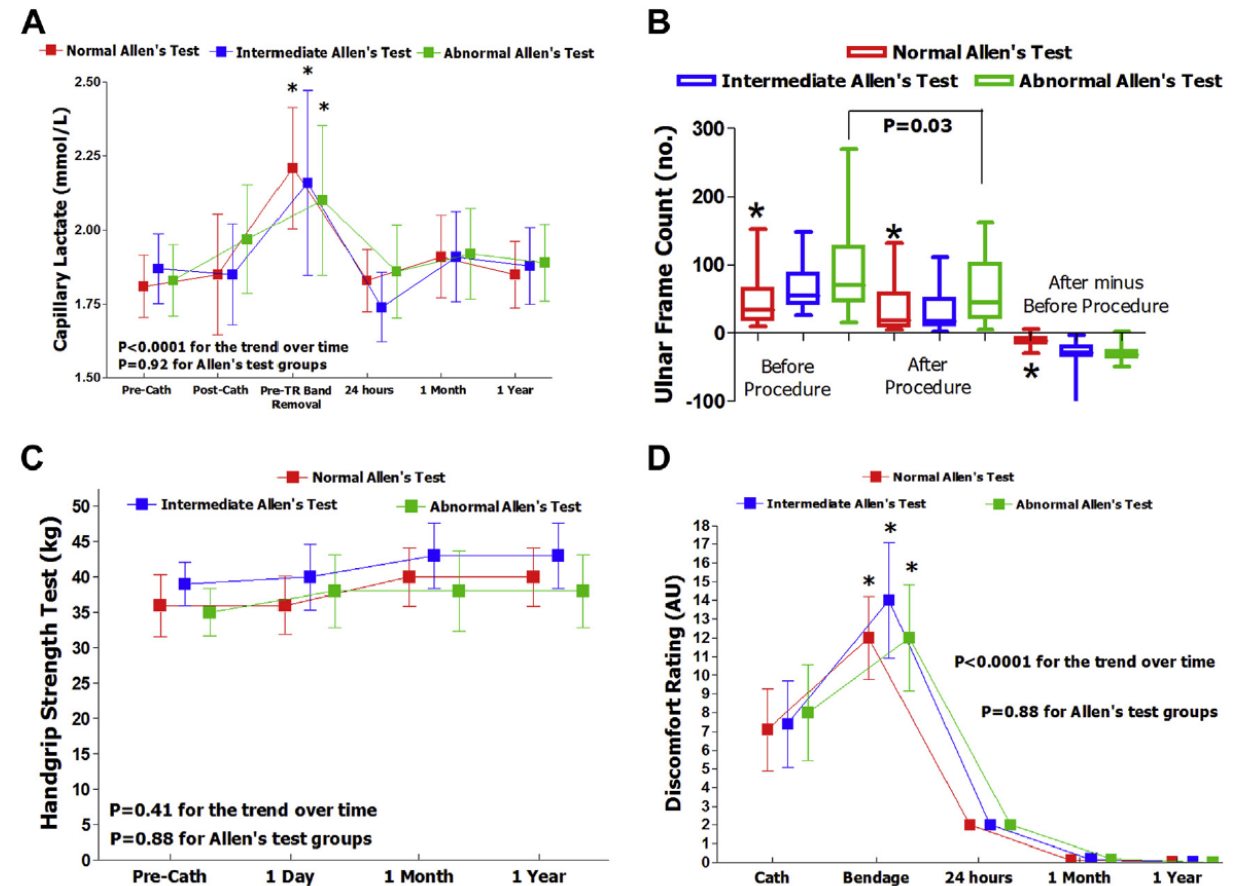 A
Normal Allen's Test
Intermediate Allen's Test
Abnormal Allen's Test
Capillary Lactate (mmol/L)
2.50
2.25
2.00
1.75
1.50
*
*
*
P<0.0001 for the trend over time
P=0.92 for Allen's test groups
Pre-Cath
Post-Cath
Pre-TR Band
Removal
24 hours
1 Month
1 Year
B
Normal Allen's Test
Intermediate Allen's Test
Abnormal Allen's Test
Ulnar Frame Count (no.)
300
200
100
0
-100
P=0.03
*
*
*
Before
Procedure
After
Procedure
After minus
Before Procedure
C
Normal Allen's Test
Intermediate Allen's Test
Abnormal Allen's Test
Handgrip Strength Test (kg)
50
45
40
35
30
25
20
15
10
5
0
P=0.41 for the trend over time
P=0.88 for Allen's test groups
Pre-Cath
1 Day
1 Month
1 Year
D
Normal Allen's Test
Intermediate Allen's Test
Abnormal Allen's Test
Discomfort Rating (AU)
18
17
16
15
14
13
12
11
10
9
8
7
6
5
4
3
2
1
0
*
*
*
P<0.0001 for the trend over time
P=0.88 for Allen's test groups
Cath
Bendage
24 hours
1 Month
1 Year